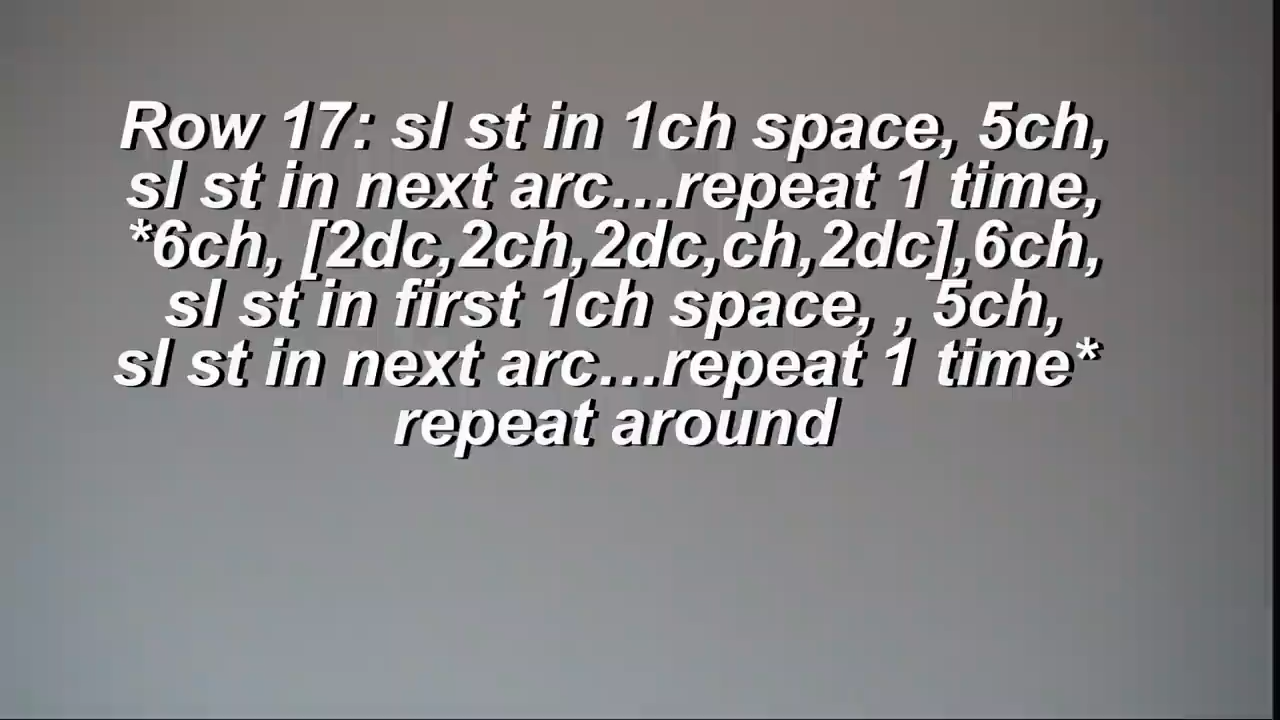 Row 17: sl st in 1ch space, 5ch,
sl st in next arc...repeat 1 time,
*6ch, [2dc,2ch,2dc,ch,2dc],6ch,
sl st in first 1ch space, , 5ch,
sl st in next arc...repeat 1 time*
repeat around